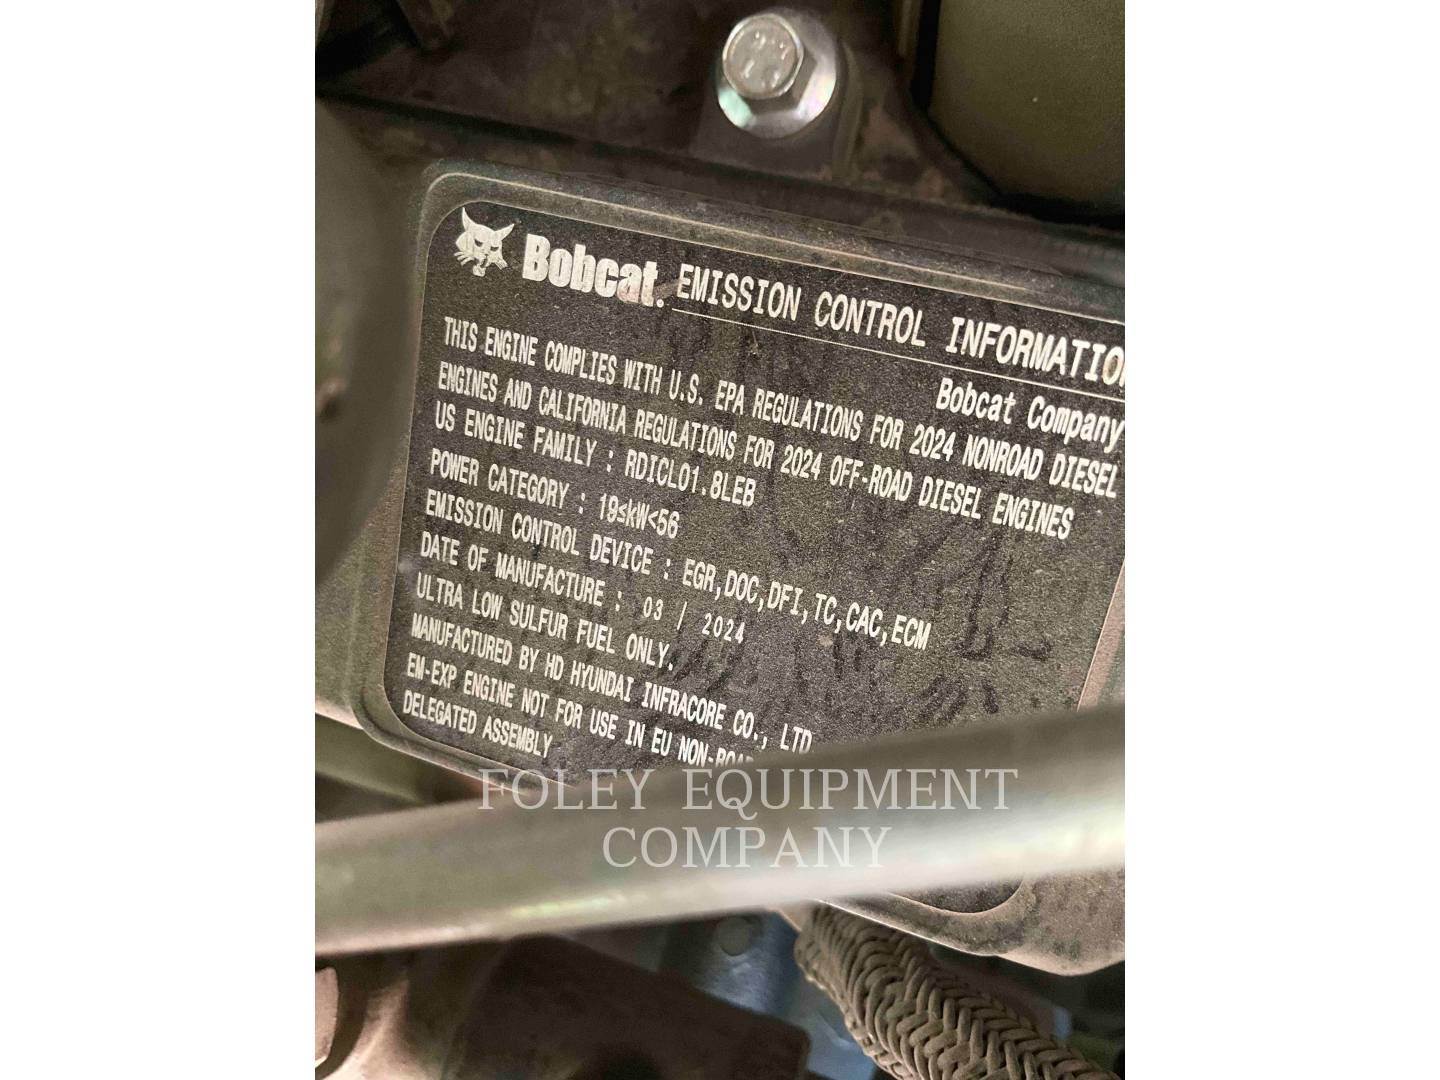 Bobcat. EMISSION CONTROL INFORMATIO
Bobcat Company
THIS ENGINE COMPLIES WITH U.S. EPA REGULATIONS FOR 2024 NONROAD DIESEL
ENGINES AND CALIFORNIA REGULATIONS FOR 2024 OFF-ROAD DIESEL ENGINES
US ENGINE FAMILY : RDICL01.8LEB
POWER CATEGORY : 19≤kW<56
EMISSION CONTROL DEVICE : EGR,DOC,DFI,TC,CAC,ECM
DATE OF MANUFACTURE : 03 / 2024
ULTRA LOW SULFUR FUEL ONLY.
MANUFACTURED BY HD HYUNDAI INFRACORE CO., LTD
EM-EXP ENGINE NOT FOR USE IN EU NON-ROAD
DELEGATED ASSEMBLY
FOLEY EQUIPMENT
COMPANY